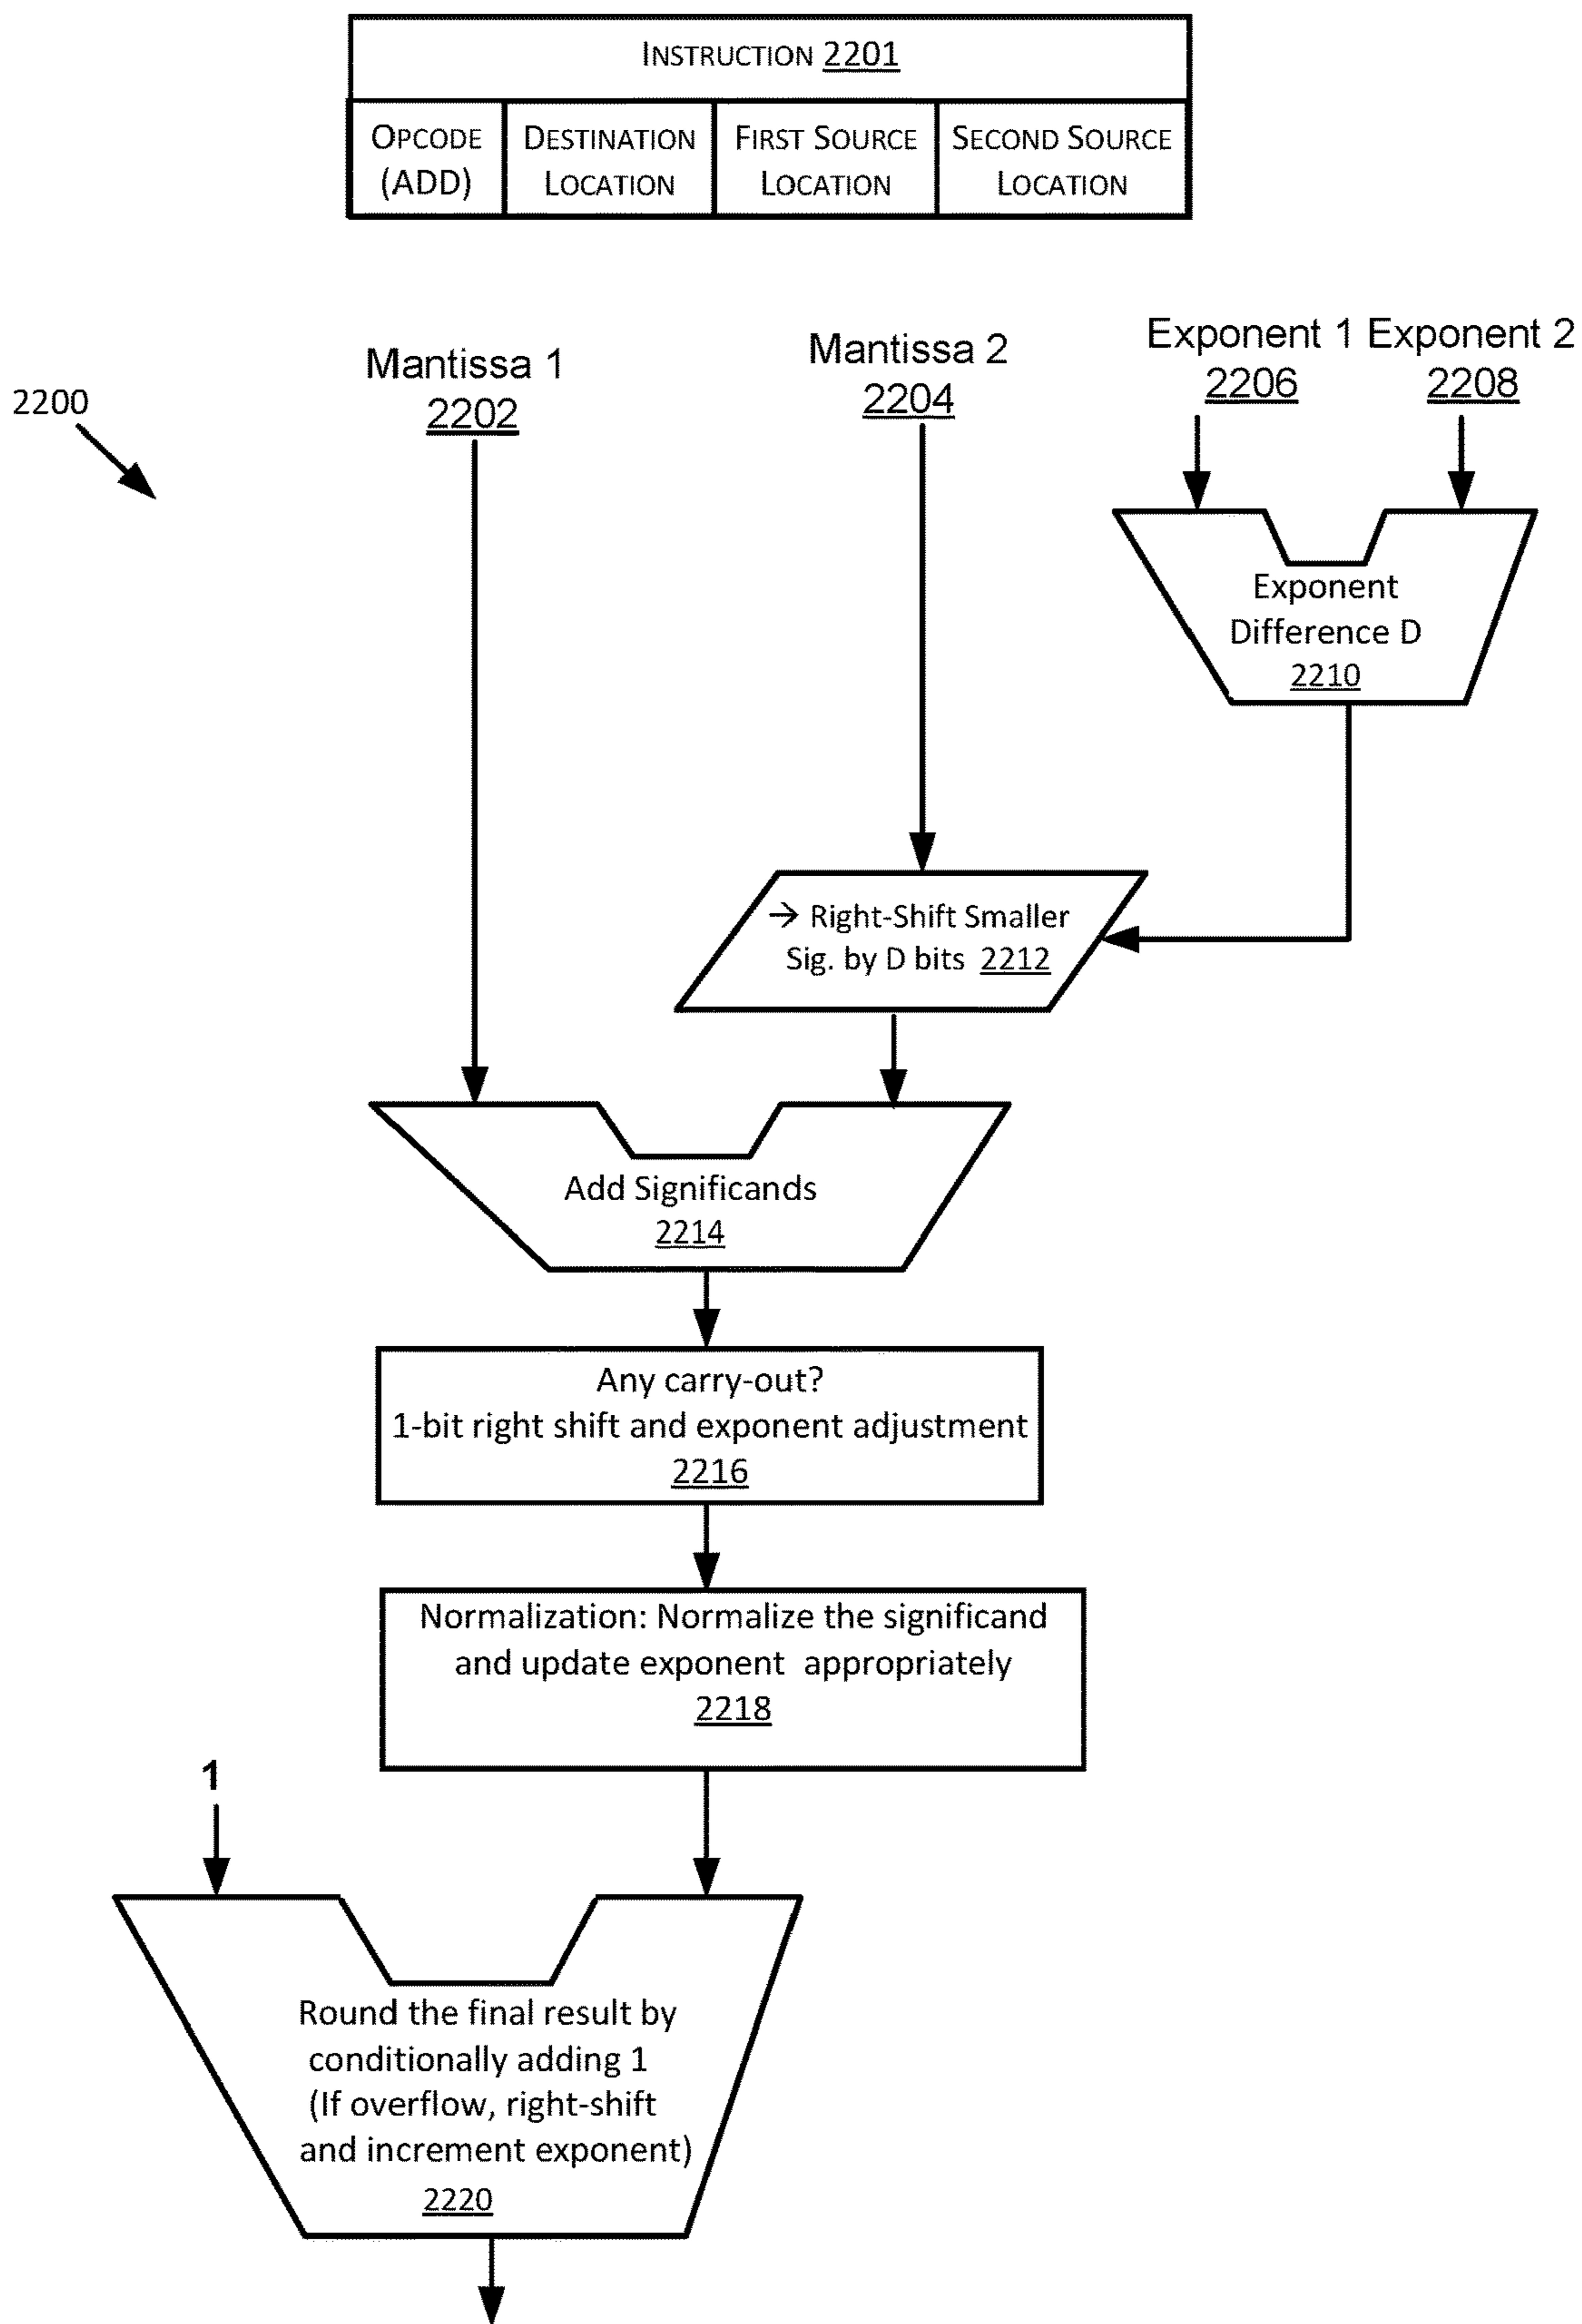 INSTRUCTION 2201
OPCODE (ADD)
DESTINATION LOCATION
FIRST SOURCE LOCATION
SECOND SOURCE LOCATION
2200
Mantissa 1
2202
Mantissa 2
2204
Exponent 1 Exponent 2
2206 2208
Exponent
Difference D
2210
→ Right-Shift Smaller
Sig. by D bits 2212
Add Significands
2214
Any carry-out?
1-bit right shift and exponent adjustment
2216
Normalization: Normalize the significand
and update exponent appropriately
2218
1
Round the final result by
conditionally adding 1
(If overflow, right-shift
and increment exponent)
2220